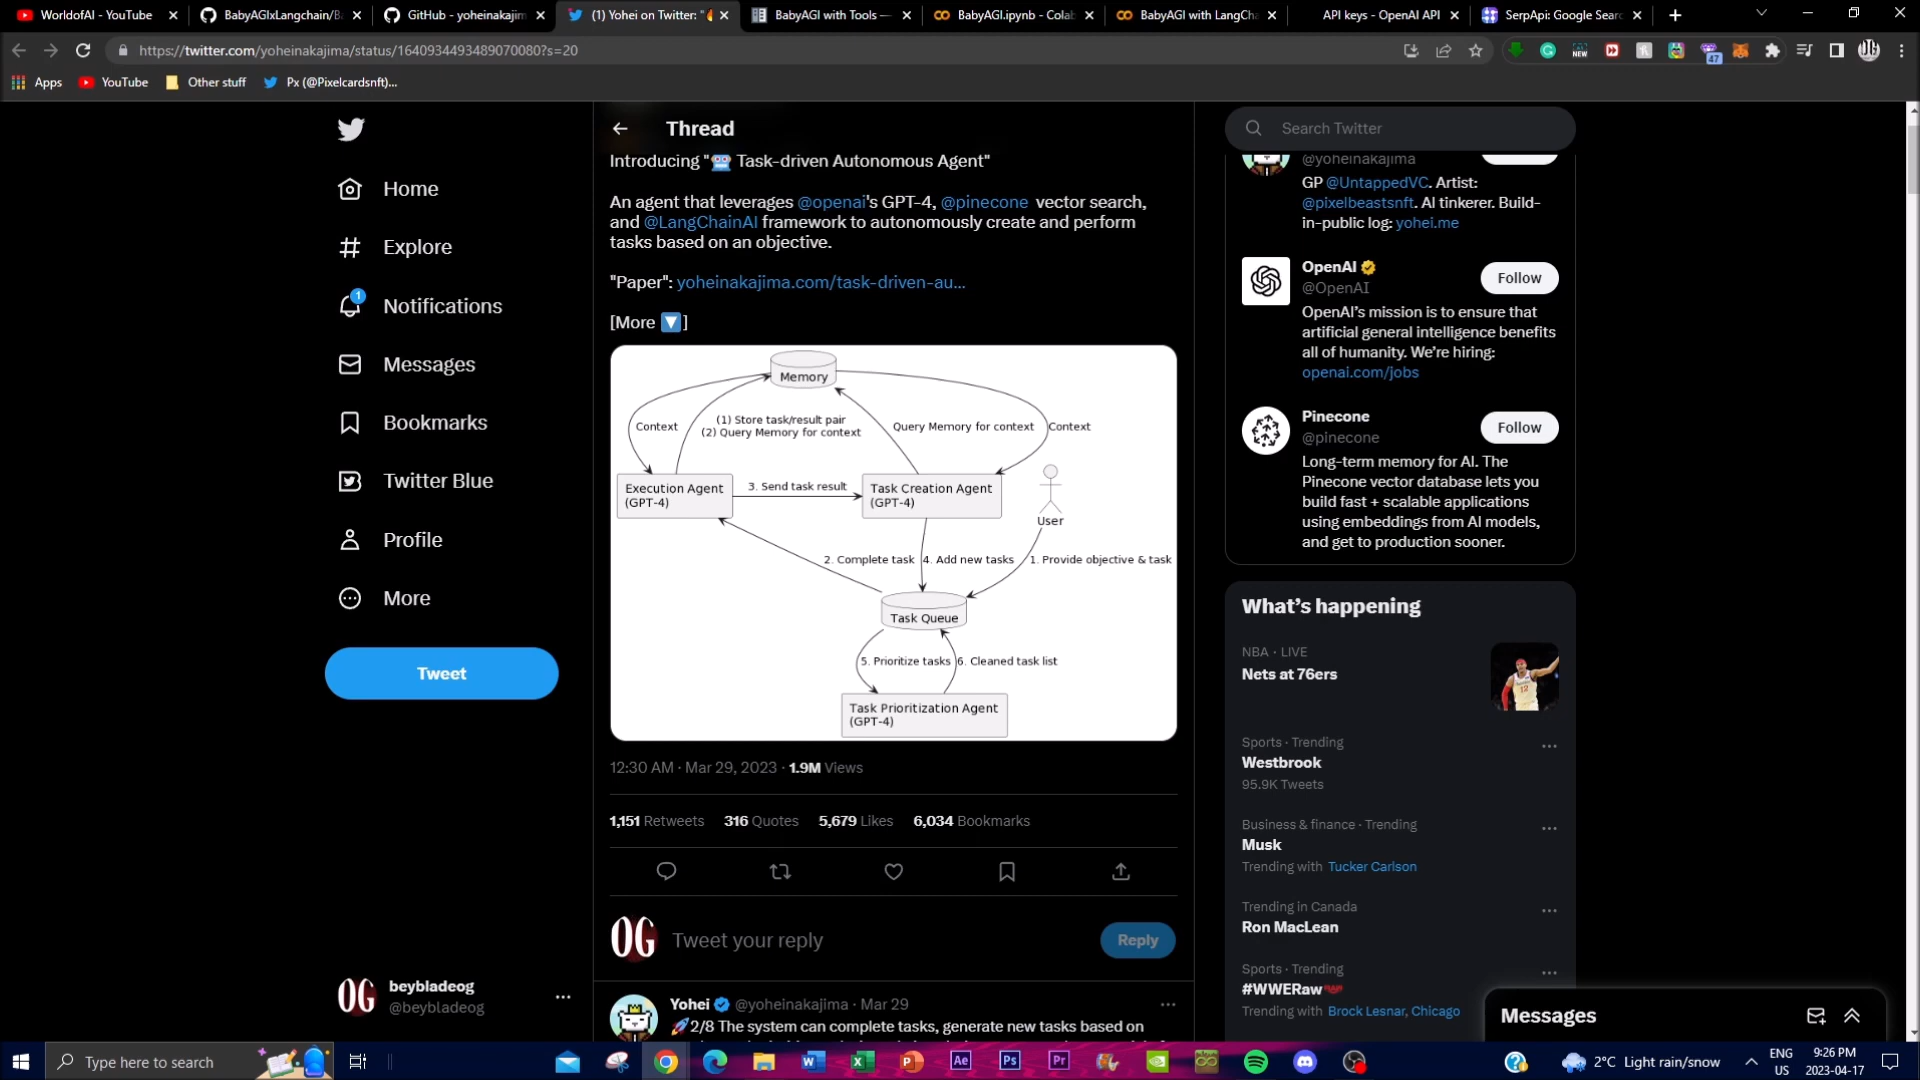 WorldofAI - YouTube
BabyAGIxLangchain/Ba
GitHub - yoheinakajim
(1) Yohei on Twitter: "
BabyAGI with Tools —
BabyAGI.ipynb - Colab
BabyAGI with LangCha
API keys - OpenAI API
SerpApi: Google Searc
https://twitter.com/yoheinakajima/status/1640934493489070080?s=20
Apps
YouTube
Other stuff
Px (@Pixelcardsnft)...
47
Home
Explore
1
Notifications
Messages
Bookmarks
Twitter Blue
Profile
More
Tweet
beybladeog
@beybladeog
Thread
Introducing "🤖 Task-driven Autonomous Agent"
An agent that leverages @openai's GPT-4, @pinecone vector search,
and @LangChainAI framework to autonomously create and perform
tasks based on an objective.
"Paper": yoheinakajima.com/task-driven-au...
[More 🔽]
Memory
Context
(1) Store task/result pair
(2) Query Memory for context
Query Memory for context
Context
Execution Agent
(GPT-4)
3. Send task result
Task Creation Agent
(GPT-4)
User
2. Complete task
4. Add new tasks
1. Provide objective & task
Task Queue
5. Prioritize tasks
6. Cleaned task list
Task Prioritization Agent
(GPT-4)
12:30 AM · Mar 29, 2023 · 1.9M Views
1,151 Retweets 316 Quotes 5,679 Likes 6,034 Bookmarks
OG
Tweet your reply
Reply
Yohei @yoheinakajima · Mar 29
🚀2/8 The system can complete tasks, generate new tasks based on
Search Twitter
@yoheinakajima
GP @UntappedVC. Artist:
@pixelbeastsnft. AI tinkerer. Build-
in-public log: yohei.me
OpenAI
@OpenAI
Follow
OpenAI's mission is to ensure that
artificial general intelligence benefits
all of humanity. We're hiring:
openai.com/jobs
Pinecone
@pinecone
Follow
Long-term memory for AI. The
Pinecone vector database lets you
build fast + scalable applications
using embeddings from AI models,
and get to production sooner.
What's happening
NBA · LIVE
Nets at 76ers
Sports · Trending
Westbrook
95.9K Tweets
Business & finance · Trending
Musk
Trending with Tucker Carlson
Trending in Canada
Ron MacLean
Sports · Trending
#WWERaw
Trending with Brock Lesnar, Chicago
Messages
Type here to search
2°C Light rain/snow
ENG
US
9:26 PM
2023-04-17